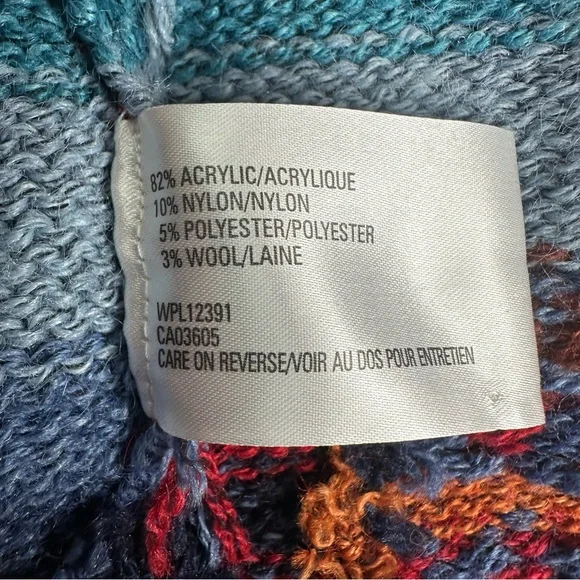 82% ACRYLIC/ACRYLIQUE
10% NYLON/NYLON
5% POLYESTER/POLYESTER
3% WOOL/LAINE
WPL12391
CA03605
CARE ON REVERSE/VOIR AU DOS POUR ENTRETIEN